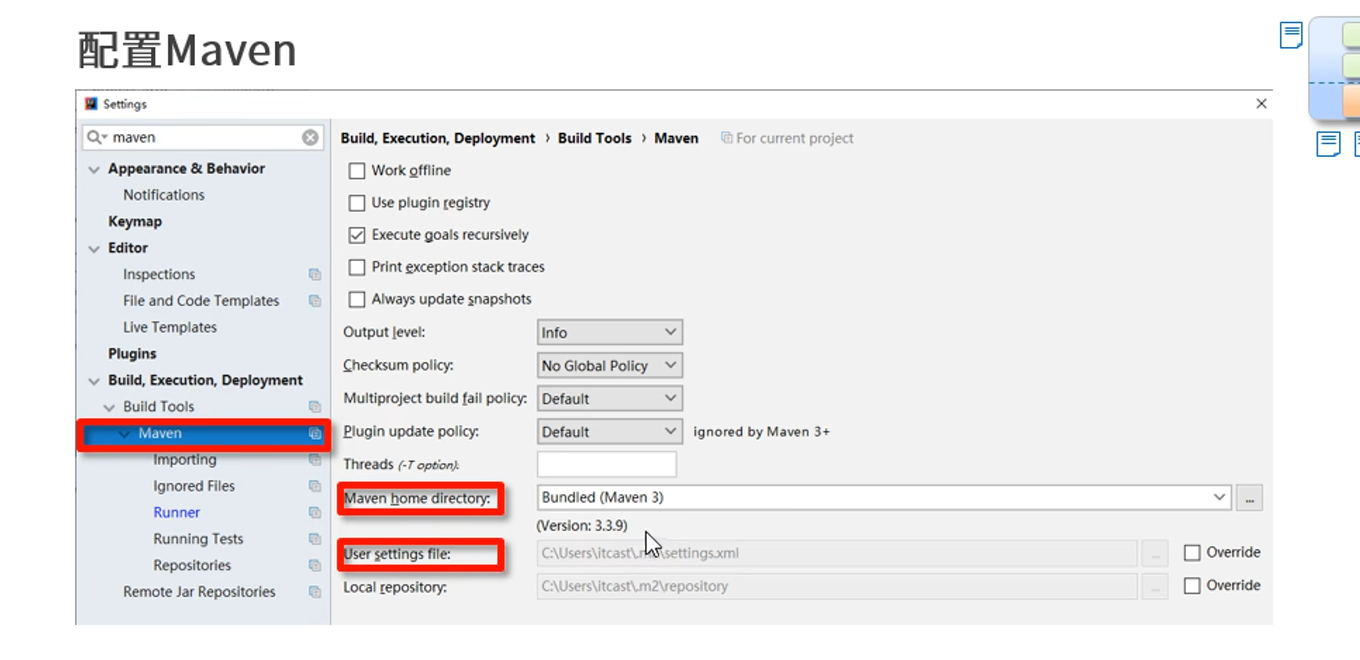 配置Maven
Settings
maven
Appearance & Behavior
Notifications
Keymap
Editor
Inspections
File and Code Templates
Live Templates
Plugins
Build, Execution, Deployment
Build Tools
Maven
Importing
Ignored Files
Runner
Running Tests
Repositories
Remote Jar Repositories
Build, Execution, Deployment › Build Tools › Maven For current project
Work offline
Use plugin registry
Execute goals recursively
Print exception stack traces
Always update snapshots
Output level: Info
Checksum policy: No Global Policy
Multiproject build fail policy: Default
Plugin update policy: Default ignored by Maven 3+
Threads (-T option):
Maven home directory: Bundled (Maven 3) ...
(Version: 3.3.9)
User settings file: ... Override
Local repository: C:\Users\itcast\.m2\repository ... Override